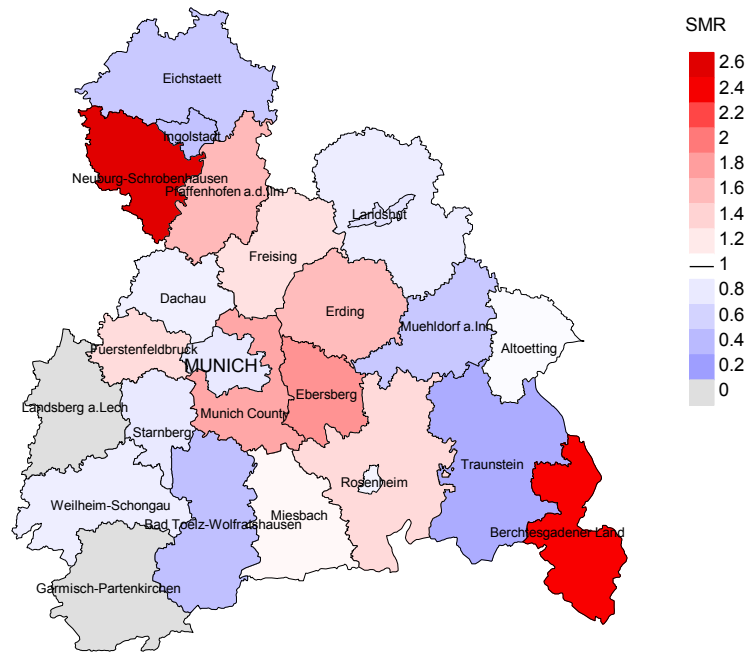 SMR
2.6
2.4
2.2
2
1.8
1.6
1.4
1.2
1
0.8
0.6
0.4
0.2
0
Eichstaett
Ingolstadt
Neuburg-Schrobenhausen
Pfaffenhofen a.d.Ilm
Landshut
Freising
Dachau
Erding
Muehldorf a.Inn
Altoetting
Fuerstenfeldbruck
MUNICH
Ebersberg
Landsberg a.Lech
Munich County
Starnberg
Traunstein
Rosenheim
Weilheim-Schongau
Miesbach
Bad Toelz-Wolfratshausen
Berchtesgadener Land
Garmisch-Partenkirchen